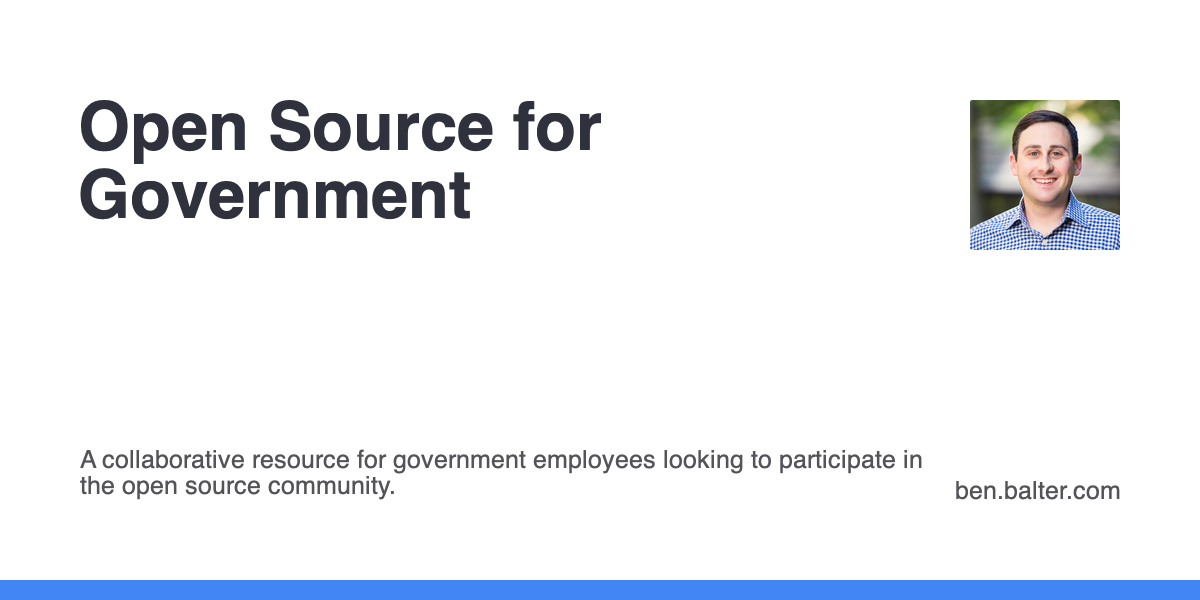 Open Source for
Government
A collaborative resource for government employees looking to participate in
the open source community.
ben.balter.com